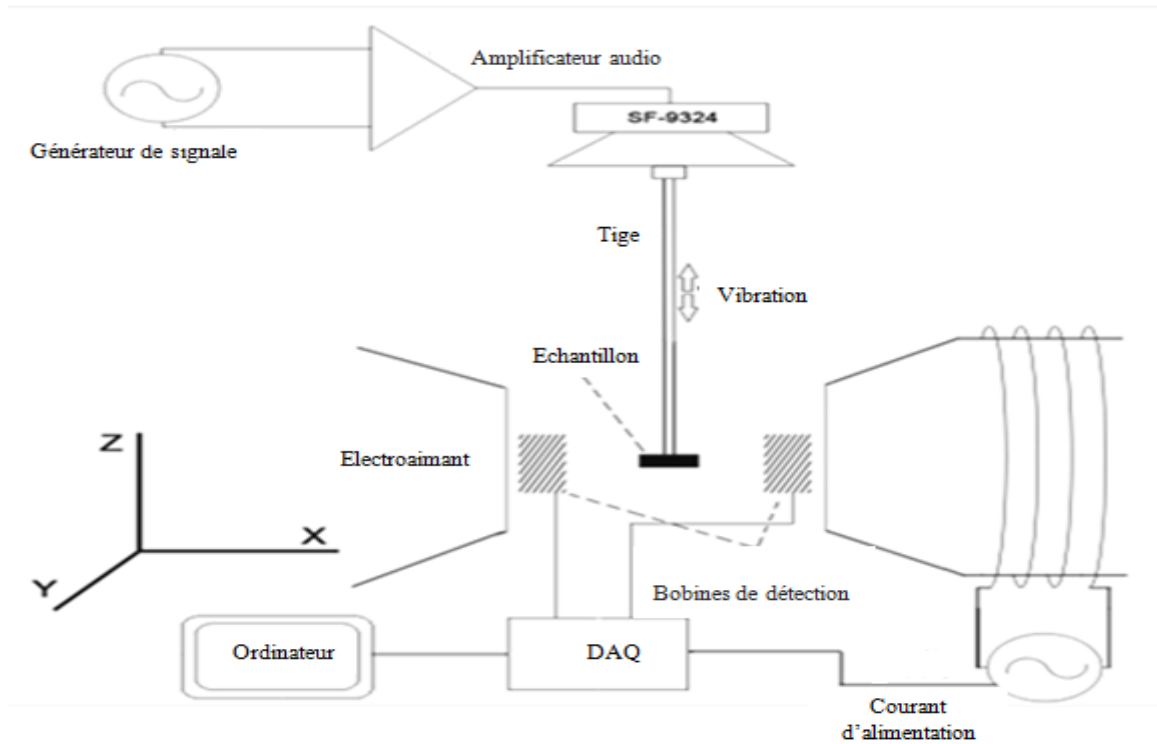 Amplificateur audio
SF-9324
Générateur de signale
Tige
Vibration
Echantillon
Z
Electroaimant
X
Y
Bobines de détection
Ordinateur
DAQ
Courant
d'alimentation